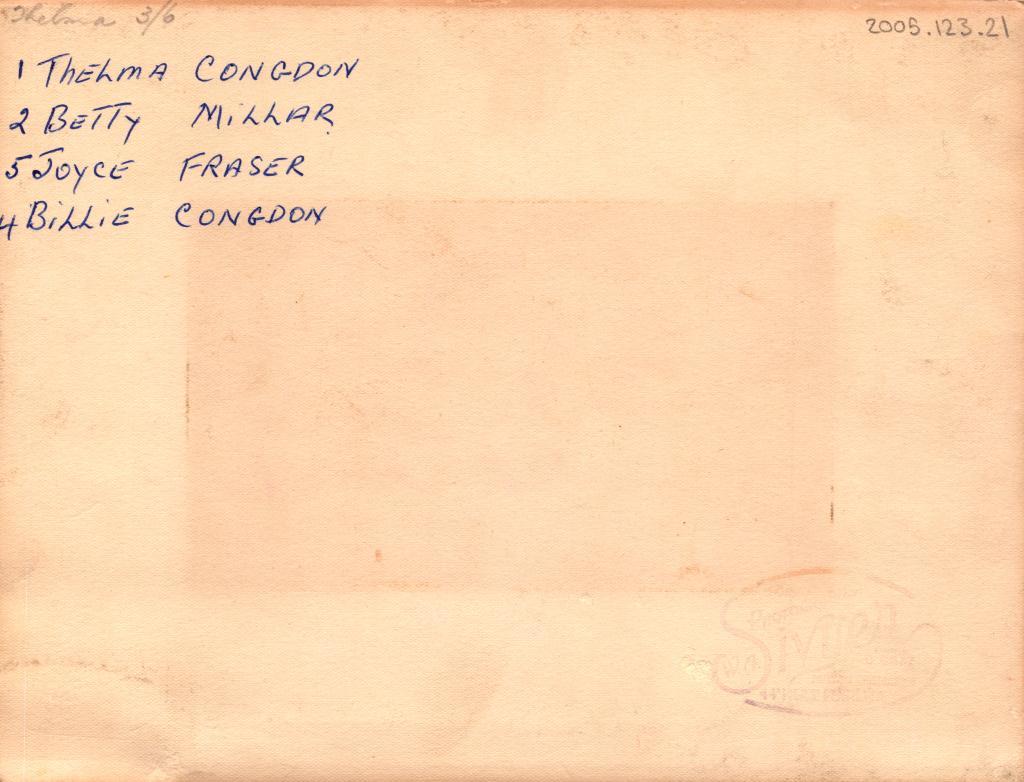 Thelma 3/6
2005.123.21
1 THELMA CONGDON
2 BETTY MILLAR
5 JOYCE FRASER
4 BILLIE CONGDON